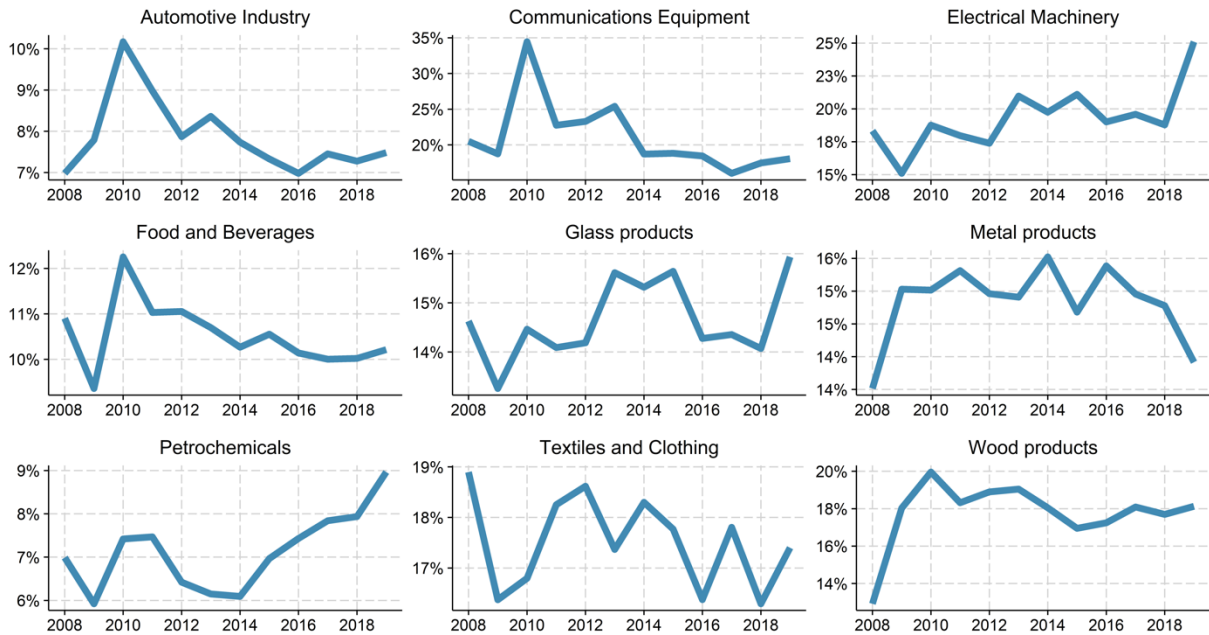 Automotive Industry
10%
9%
8%
7%
2008 2010 2012 2014 2016 2018
Communications Equipment
35%
30%
25%
20%
2008 2010 2012 2014 2016 2018
Electrical Machinery
25%
23%
20%
18%
15%
2008 2010 2012 2014 2016 2018
Food and Beverages
12%
11%
10%
2008 2010 2012 2014 2016 2018
Glass products
16%
15%
14%
2008 2010 2012 2014 2016 2018
Metal products
16%
15%
15%
14%
14%
2008 2010 2012 2014 2016 2018
Petrochemicals
9%
8%
7%
6%
2008 2010 2012 2014 2016 2018
Textiles and Clothing
19%
18%
17%
2008 2010 2012 2014 2016 2018
Wood products
20%
18%
16%
14%
2008 2010 2012 2014 2016 2018